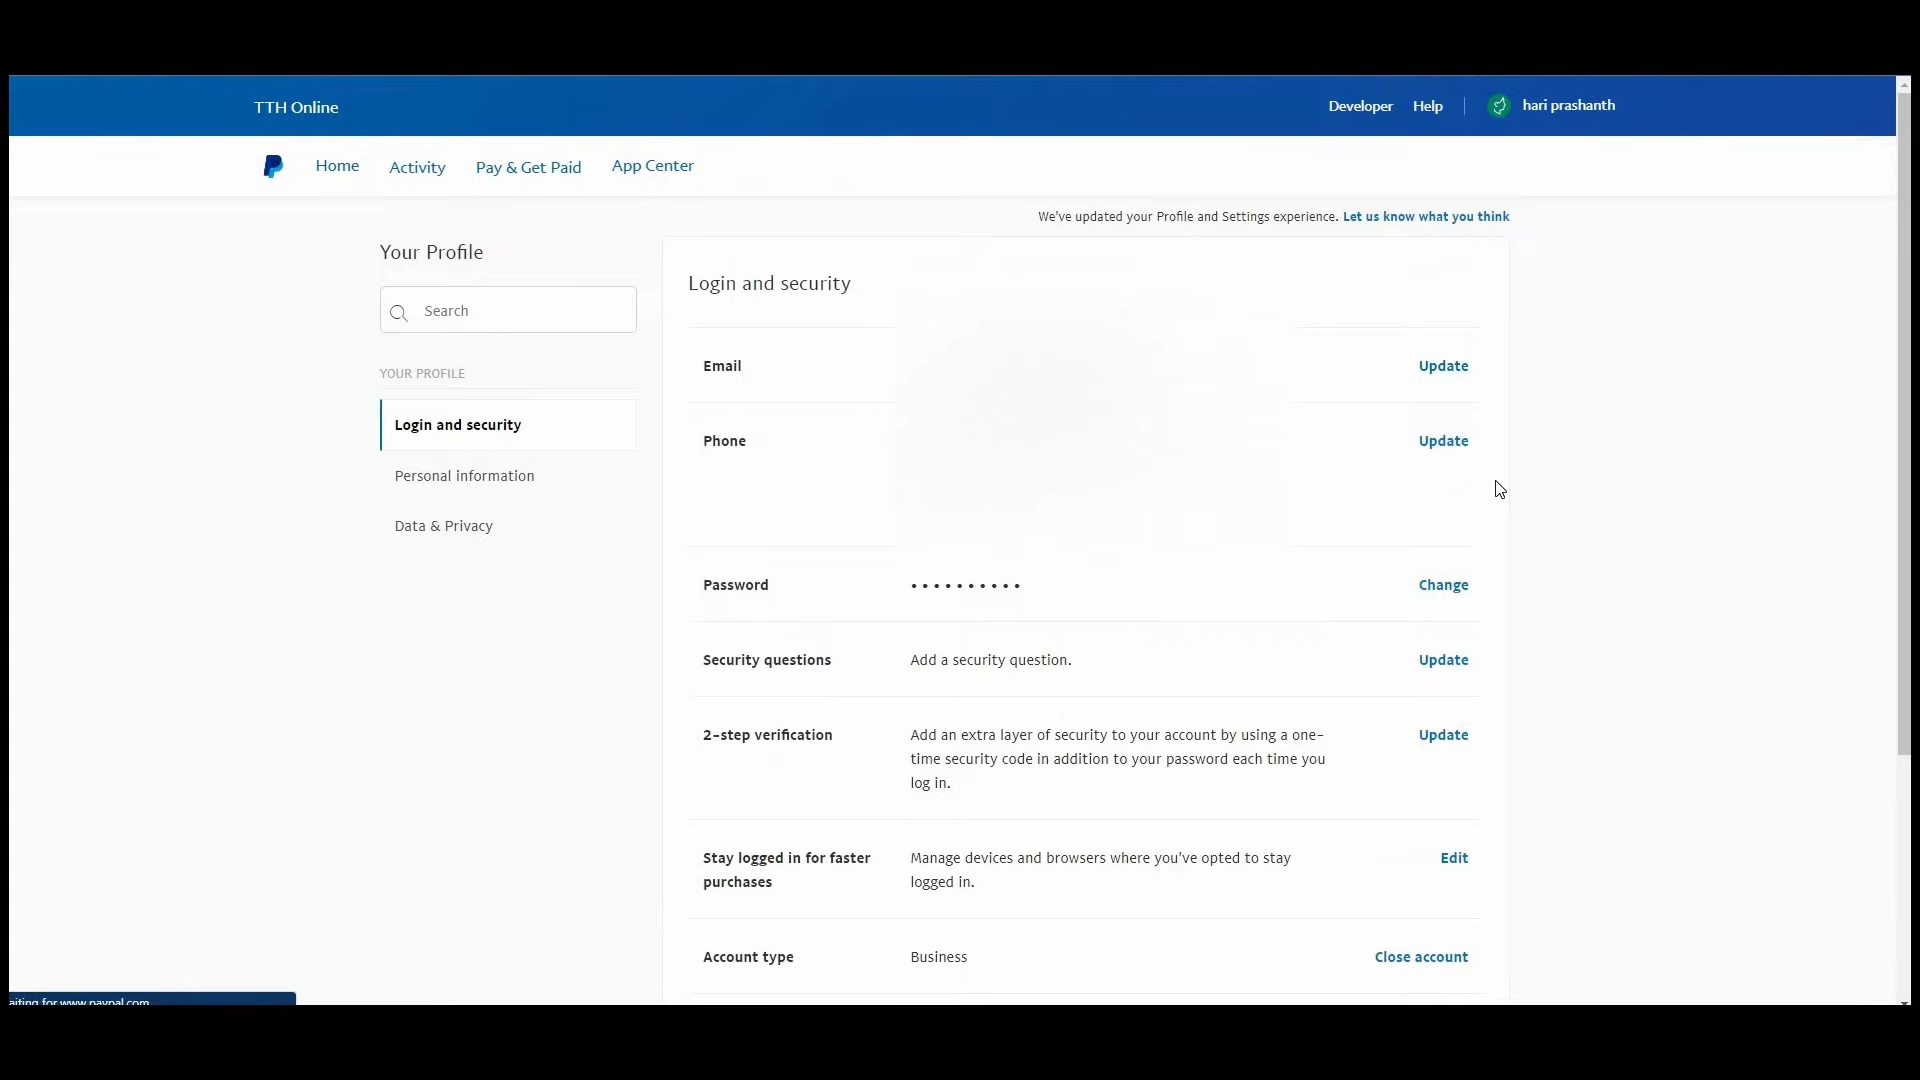 TTH Online
Developer Help hari prashanth
Home Activity Pay & Get Paid App Center
We've updated your Profile and Settings experience. Let us know what you think
Your Profile
Search
YOUR PROFILE
Login and security
Personal information
Data & Privacy
Login and security
Email Update
Phone Update
Password •••••••••• Change
Security questions Add a security question. Update
2-step verification Add an extra layer of security to your account by using a one- Update
time security code in addition to your password each time you
log in.
Stay logged in for faster Manage devices and browsers where you've opted to stay Edit
purchases logged in.
Account type Business Close account
aiting for www.paypal.com